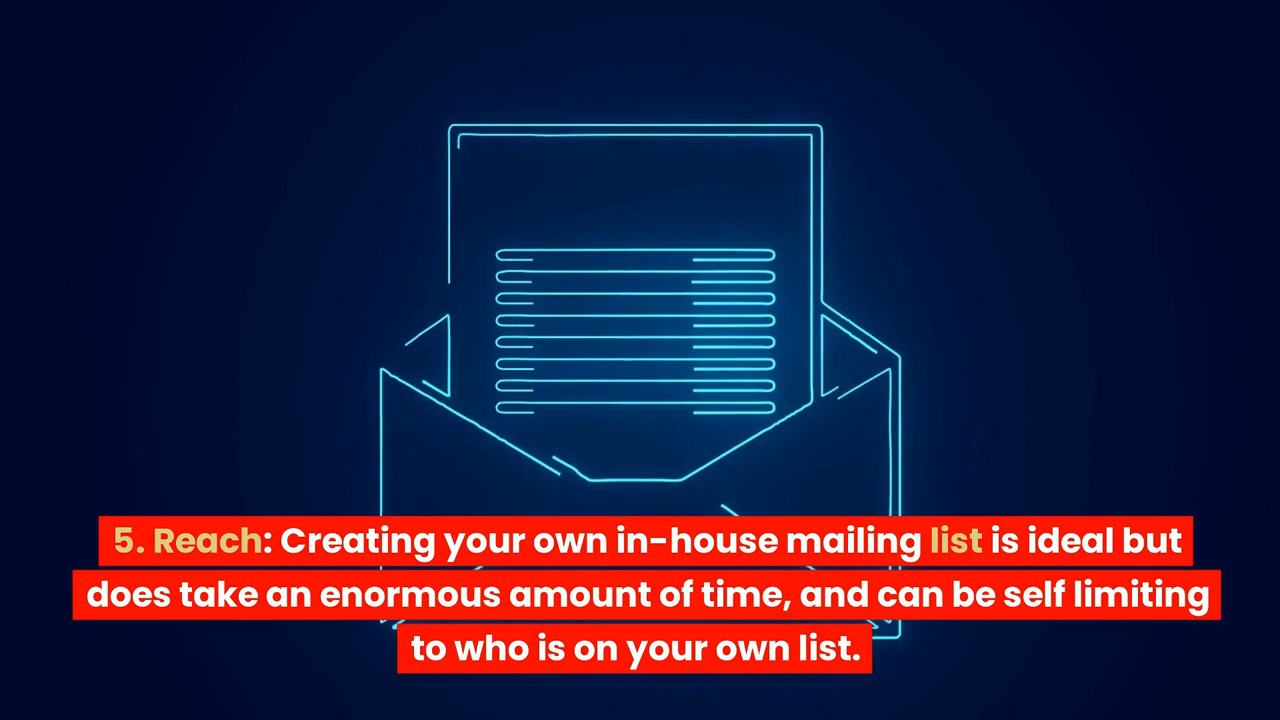 5. Reach: Creating your own in-house mailing list is ideal but
does take an enormous amount of time, and can be self limiting
to who is on your own list.